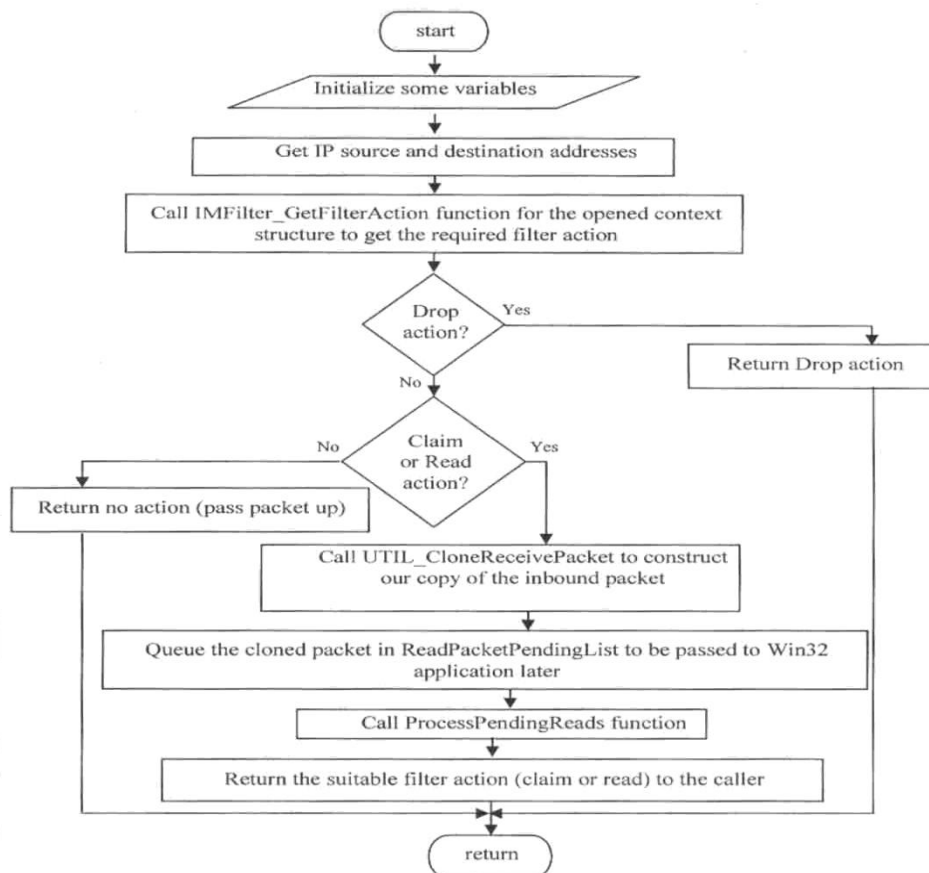 start
Initialize some variables
Get IP source and destination addresses
Call IMFilter_GetFilterAction function for the opened context
structure to get the required filter action
Drop
action?
Yes
Return Drop action
No
Claim
or Read
action?
No
Yes
Return no action (pass packet up)
Call UTIL_CloneReceivePacket to construct
our copy of the inbound packet
Queue the cloned packet in ReadPacketPendingList to be passed to Win32
application later
Call ProcessPendingReads function
Return the suitable filter action (claim or read) to the caller
return